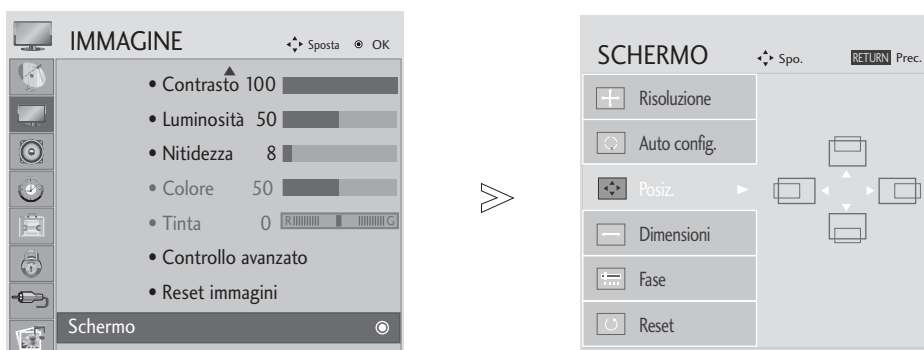 IMMAGINE
Sposta OK
• Contrasto 100
• Luminosità 50
• Nitidezza 8
• Colore 50
• Tinta 0 R G
• Controllo avanzato
• Reset immagini
Schermo
SCHERMO
Spo. RETURN Prec.
Risoluzione
Auto config.
Posiz.
Dimensioni
Fase
Reset